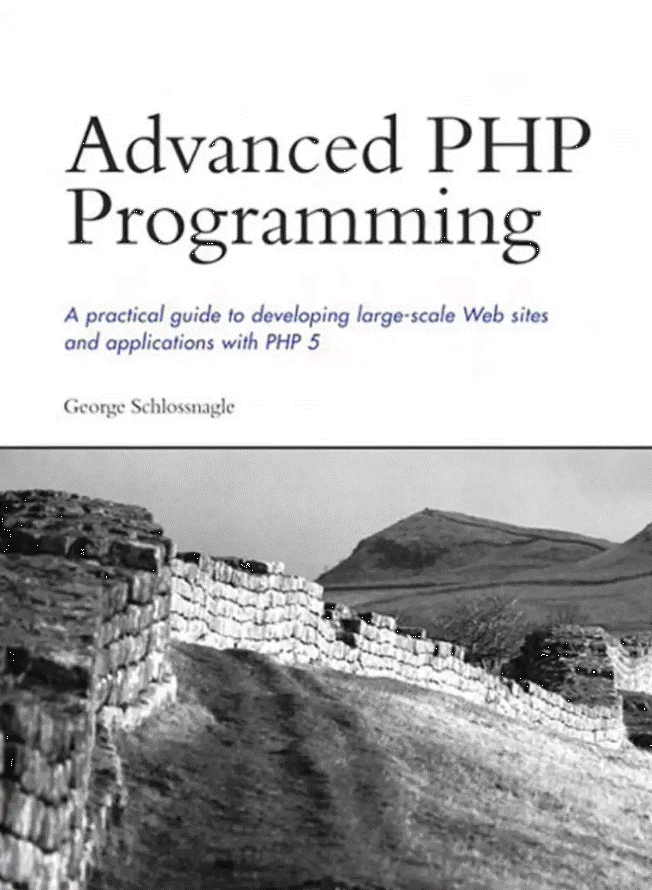 Advanced PHP
Programming
A practical guide to developing large-scale Web sites
and applications with PHP 5
George Schlossnagle